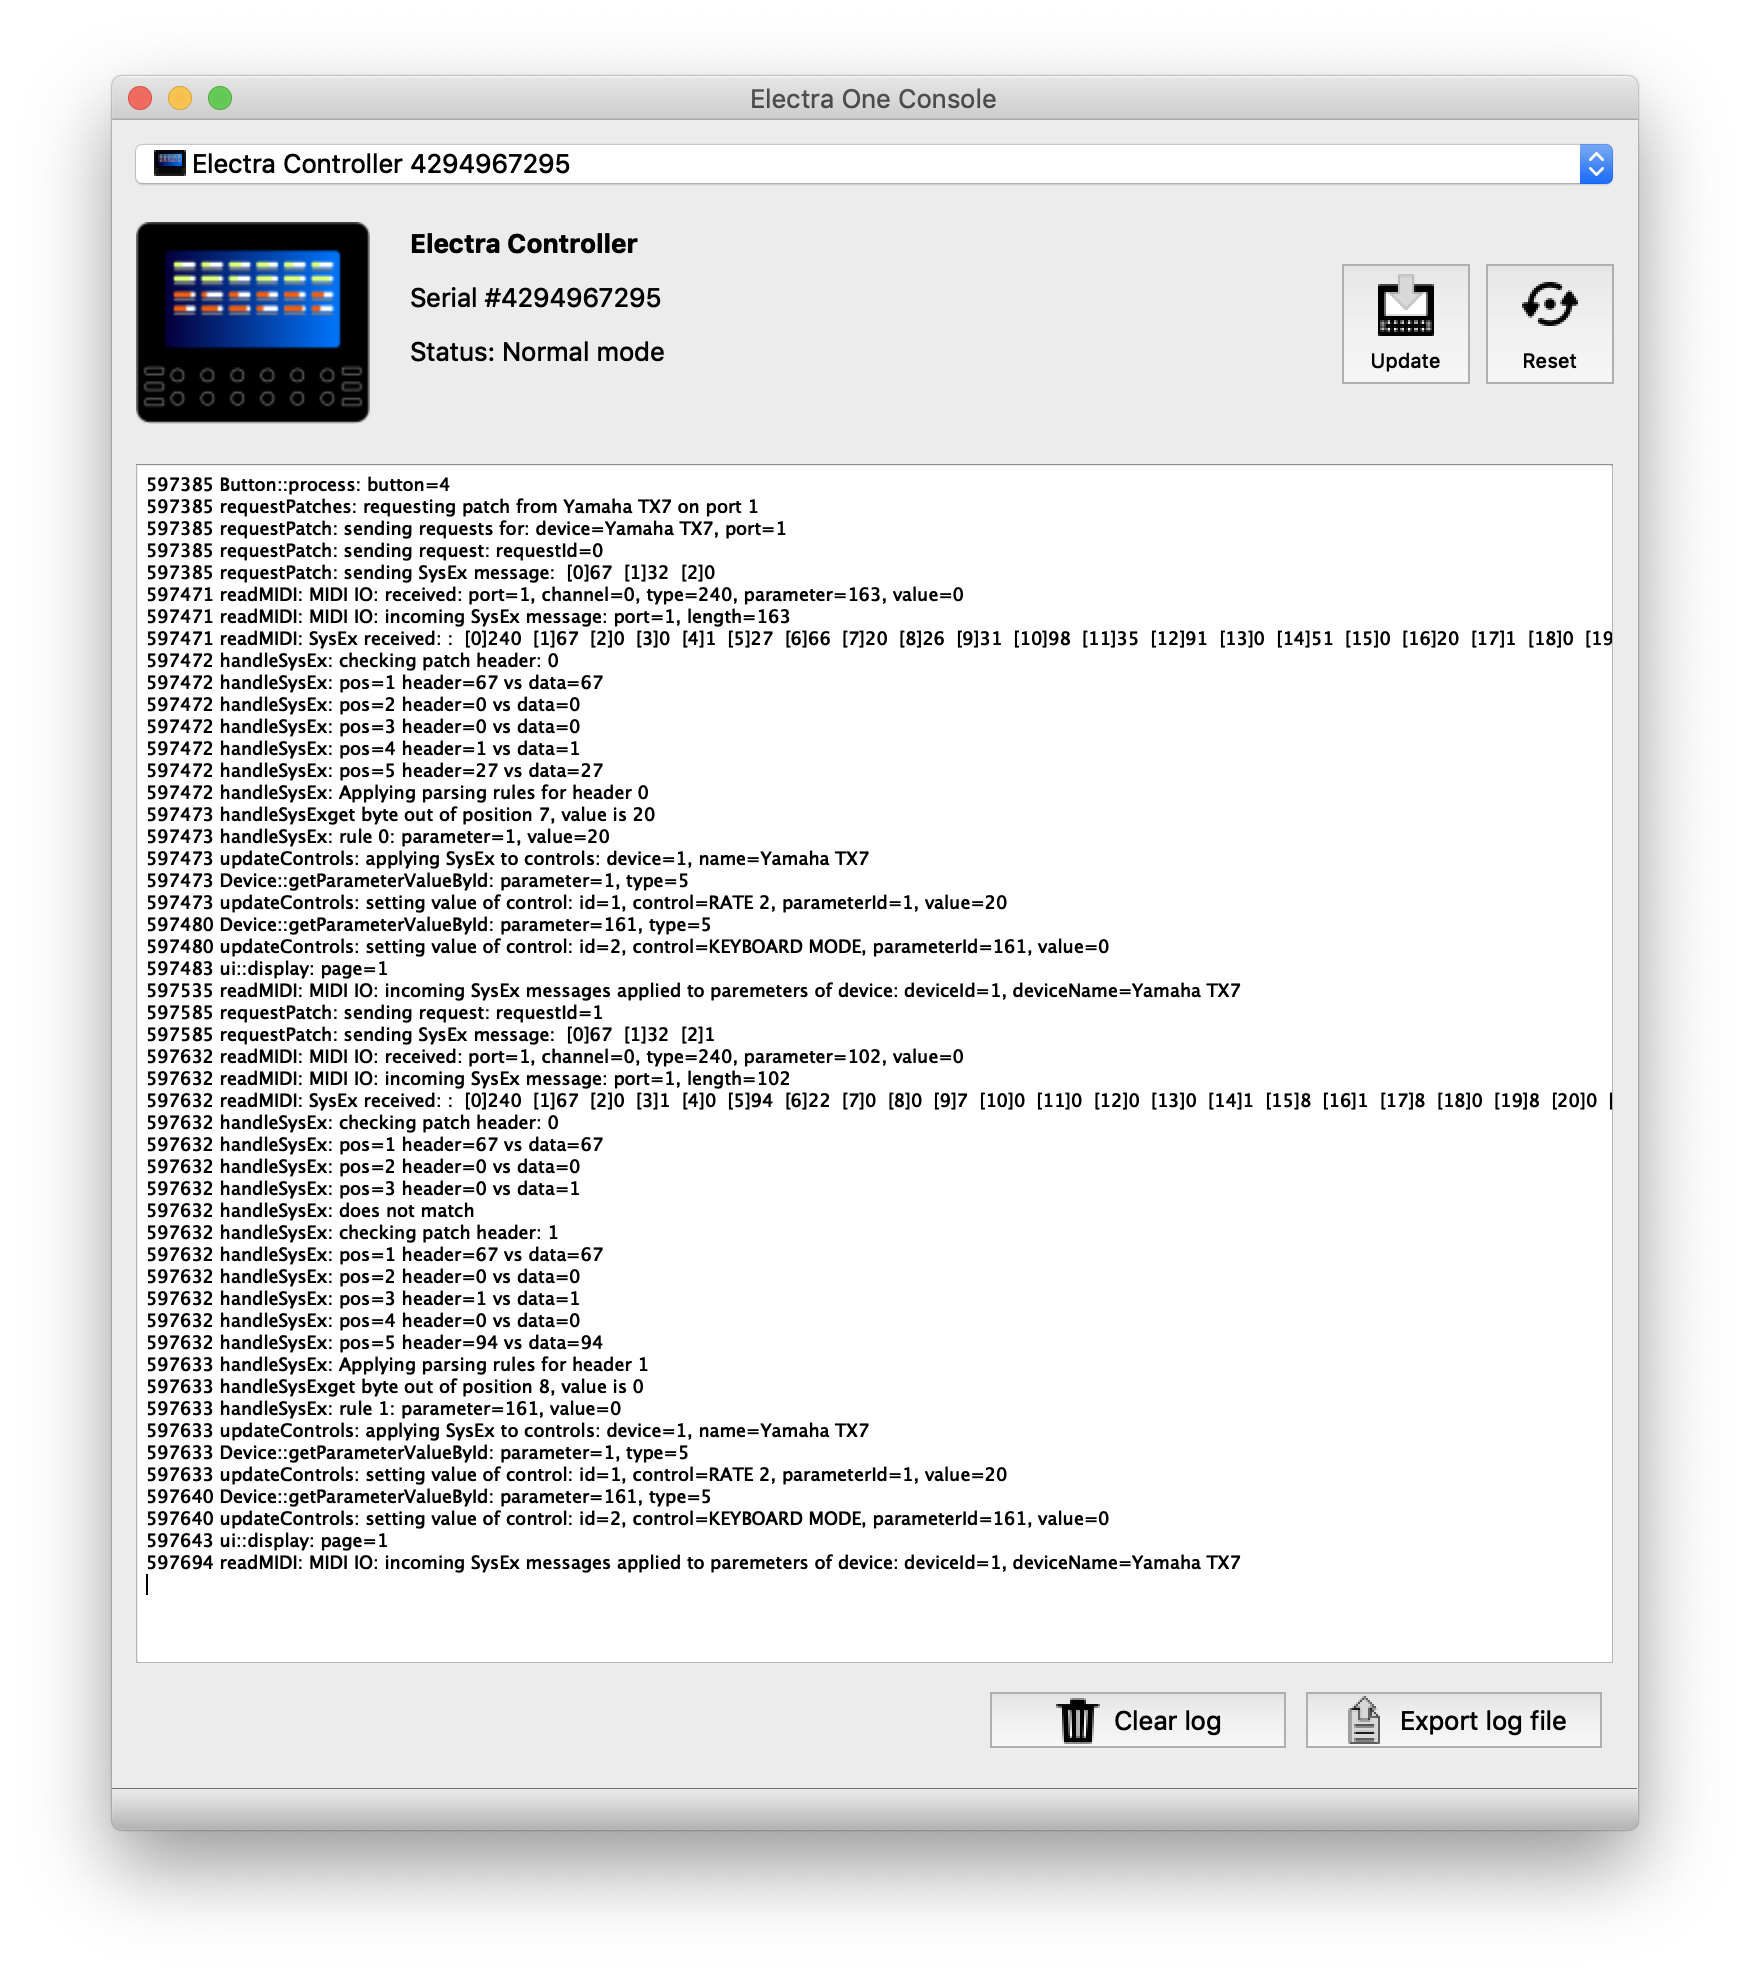 Electra One Console
Electra Controller 4294967295
Electra Controller
Serial #4294967295
Status: Normal mode
Update
Reset
597385 Button::process: button=4
597385 requestPatches: requesting patch from Yamaha TX7 on port 1
597385 requestPatch: sending requests for: device=Yamaha TX7, port=1
597385 requestPatch: sending request: requestId=0
597385 requestPatch: sending SysEx message:  [0]67  [1]32  [2]0
597471 readMIDI: MIDI IO: received: port=1, channel=0, type=240, parameter=163, value=0
597471 readMIDI: MIDI IO: incoming SysEx message: port=1, length=163
597471 readMIDI: SysEx received: :  [0]240  [1]67  [2]0  [3]0  [4]1  [5]27  [6]66  [7]20  [8]26  [9]31  [10]98  [11]35  [12]91  [13]0  [14]51  [15]0  [16]20  [17]1  [18]0  [19
597472 handleSysEx: checking patch header: 0
597472 handleSysEx: pos=1 header=67 vs data=67
597472 handleSysEx: pos=2 header=0 vs data=0
597472 handleSysEx: pos=3 header=0 vs data=0
597472 handleSysEx: pos=4 header=1 vs data=1
597472 handleSysEx: pos=5 header=27 vs data=27
597472 handleSysEx: Applying parsing rules for header 0
597473 handleSysExget byte out of position 7, value is 20
597473 handleSysEx: rule 0: parameter=1, value=20
597473 updateControls: applying SysEx to controls: device=1, name=Yamaha TX7
597473 Device::getParameterValueById: parameter=1, type=5
597473 updateControls: setting value of control: id=1, control=RATE 2, parameterId=1, value=20
597480 Device::getParameterValueById: parameter=161, type=5
597480 updateControls: setting value of control: id=2, control=KEYBOARD MODE, parameterId=161, value=0
597483 ui::display: page=1
597535 readMIDI: MIDI IO: incoming SysEx messages applied to paremeters of device: deviceId=1, deviceName=Yamaha TX7
597585 requestPatch: sending request: requestId=1
597585 requestPatch: sending SysEx message:  [0]67  [1]32  [2]1
597632 readMIDI: MIDI IO: received: port=1, channel=0, type=240, parameter=102, value=0
597632 readMIDI: MIDI IO: incoming SysEx message: port=1, length=102
597632 readMIDI: SysEx received: :  [0]240  [1]67  [2]0  [3]1  [4]0  [5]94  [6]22  [7]0  [8]0  [9]7  [10]0  [11]0  [12]0  [13]0  [14]1  [15]8  [16]1  [17]8  [18]0  [19]8  [20]0  [
597632 handleSysEx: checking patch header: 0
597632 handleSysEx: pos=1 header=67 vs data=67
597632 handleSysEx: pos=2 header=0 vs data=0
597632 handleSysEx: pos=3 header=0 vs data=1
597632 handleSysEx: does not match
597632 handleSysEx: checking patch header: 1
597632 handleSysEx: pos=1 header=67 vs data=67
597632 handleSysEx: pos=2 header=0 vs data=0
597632 handleSysEx: pos=3 header=1 vs data=1
597632 handleSysEx: pos=4 header=0 vs data=0
597632 handleSysEx: pos=5 header=94 vs data=94
597633 handleSysEx: Applying parsing rules for header 1
597633 handleSysExget byte out of position 8, value is 0
597633 handleSysEx: rule 1: parameter=161, value=0
597633 updateControls: applying SysEx to controls: device=1, name=Yamaha TX7
597633 Device::getParameterValueById: parameter=1, type=5
597633 updateControls: setting value of control: id=1, control=RATE 2, parameterId=1, value=20
597640 Device::getParameterValueById: parameter=161, type=5
597640 updateControls: setting value of control: id=2, control=KEYBOARD MODE, parameterId=161, value=0
597643 ui::display: page=1
597694 readMIDI: MIDI IO: incoming SysEx messages applied to paremeters of device: deviceId=1, deviceName=Yamaha TX7
Clear log
Export log file